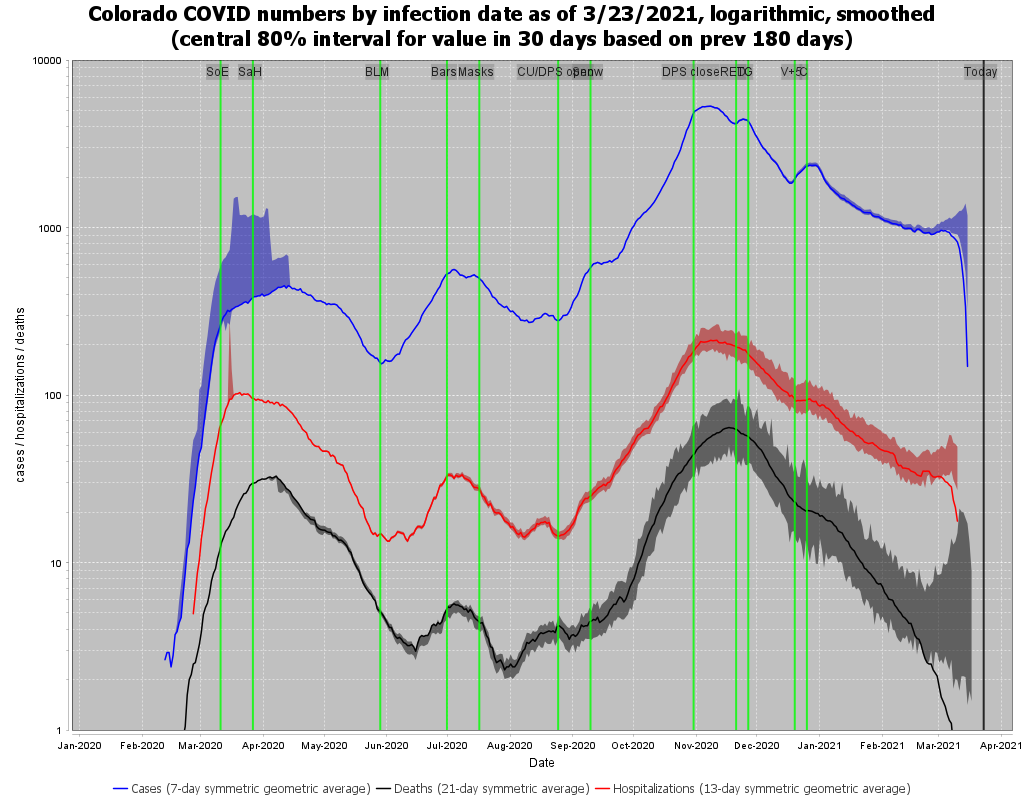 Colorado COVID numbers by infection date as of 3/23/2021, logarithmic, smoothed
(central 80% interval for value in 30 days based on prev 180 days)
10000
SoE SaH BLM Bars Masks CU/DPS open DPS close Today
1000
100
10
1
cases / hospitalizations / deaths
Jan-2020 Feb-2020 Mar-2020 Apr-2020 May-2020 Jun-2020 Jul-2020 Aug-2020 Sep-2020 Oct-2020 Nov-2020 Dec-2020 Jan-2021 Feb-2021 Mar-2021 Apr-2021
Date
Cases (7-day symmetric geometric average) Deaths (21-day symmetric average) Hospitalizations (13-day symmetric geometric average)